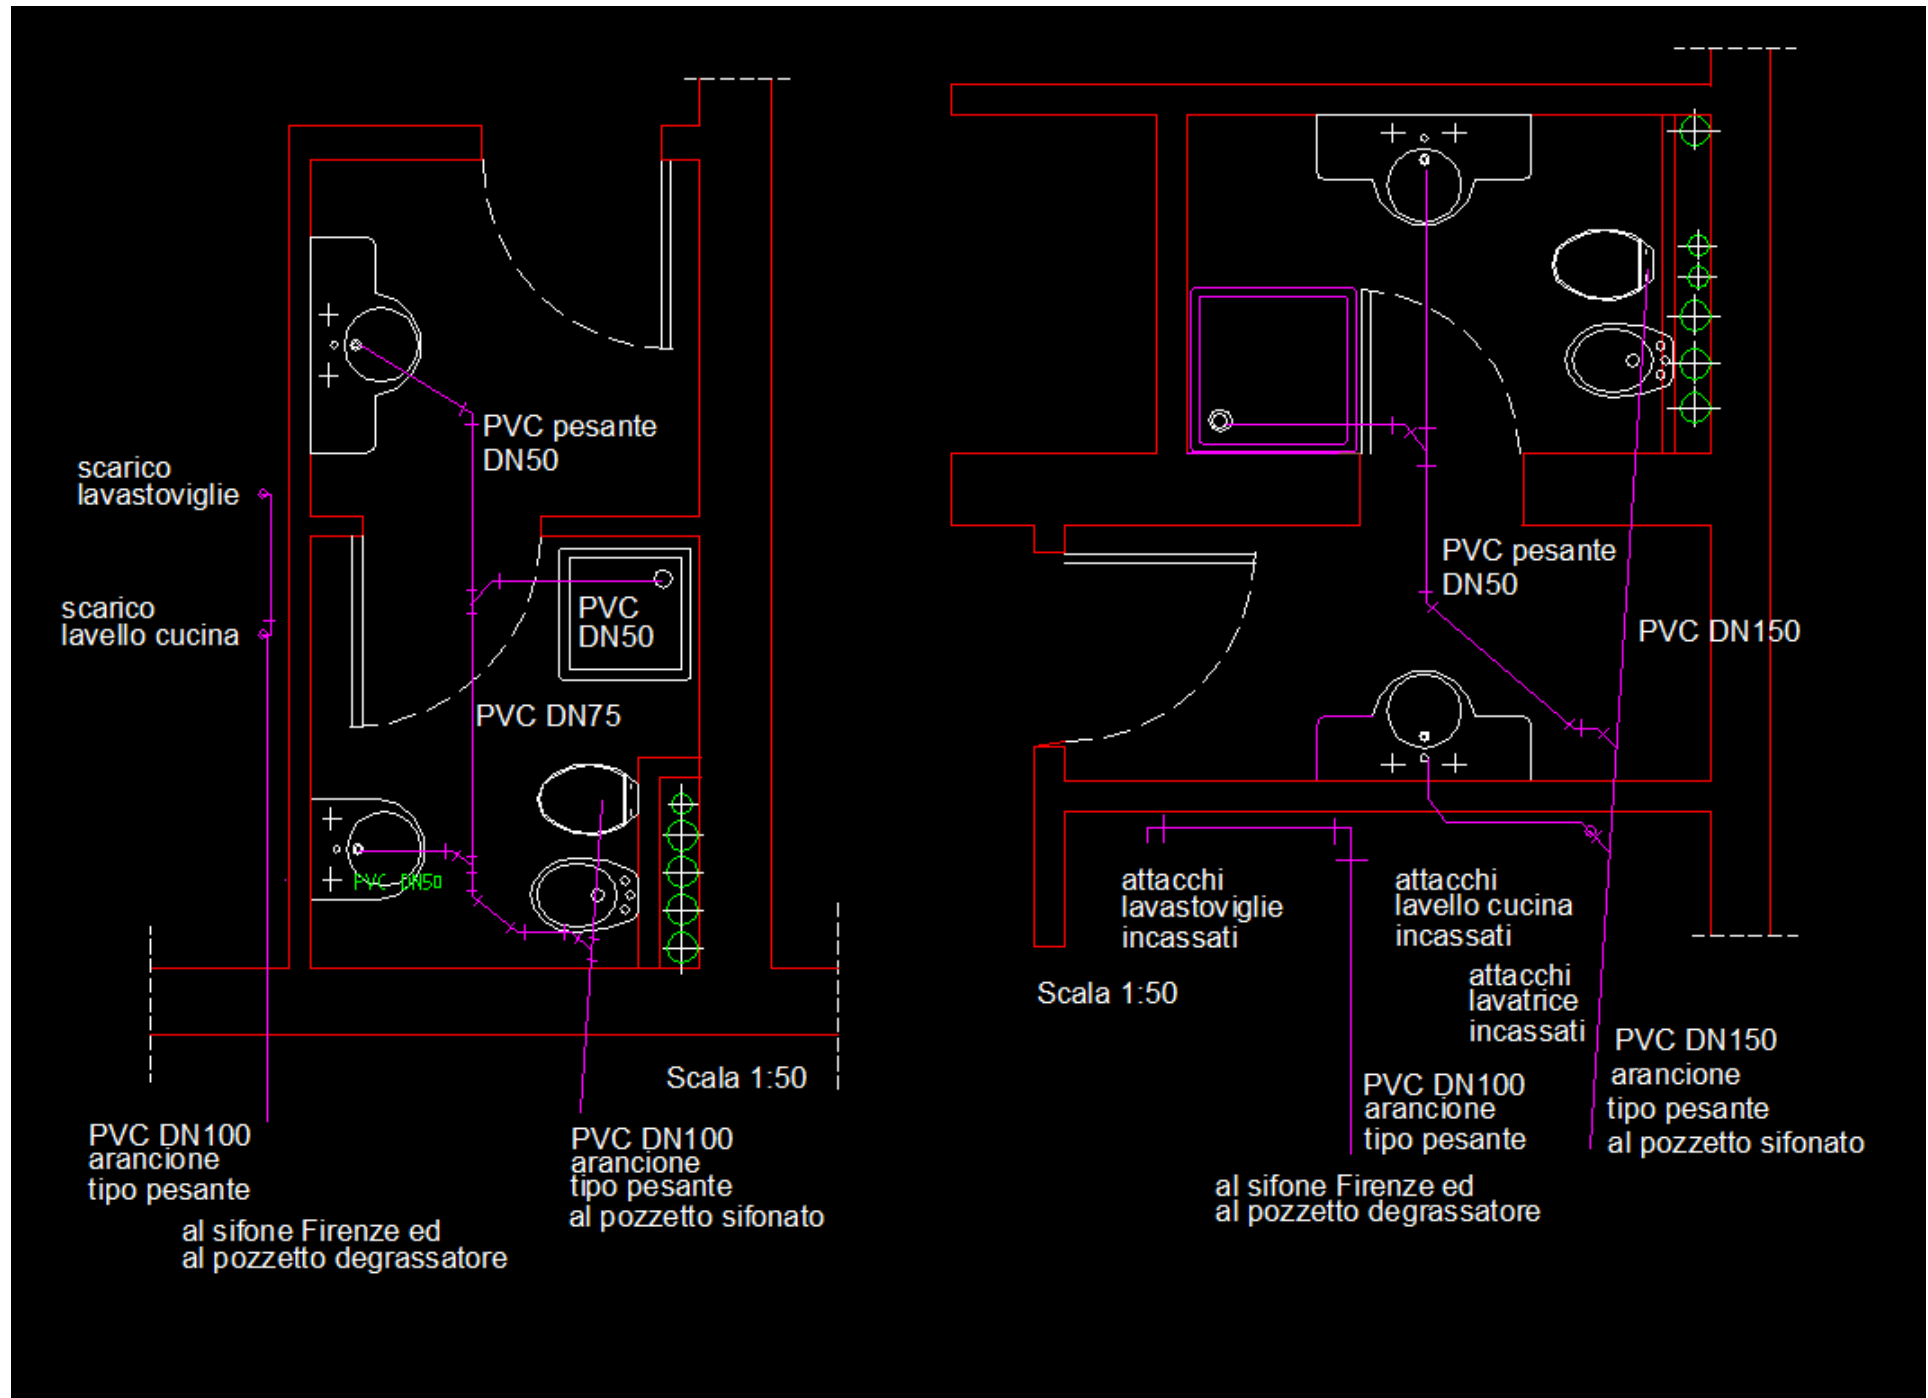 PVC pesante
DN50
scarico
lavastoviglie
scarico
lavello cucina
PVC
DN50
PVC DN75
PVC DN50
Scala 1:50
PVC DN100
arancione
tipo pesante
al sifone Firenze ed
al pozzetto degrassatore
PVC DN100
arancione
tipo pesante
al pozzetto sifonato
PVC pesante
DN50
PVC DN150
attacchi
lavastoviglie
incassati
attacchi
lavello cucina
incassati
Scala 1:50
attacchi
lavatrice
incassati
PVC DN150
arancione
tipo pesante
al pozzetto sifonato
PVC DN100
arancione
tipo pesante
al sifone Firenze ed
al pozzetto degrassatore